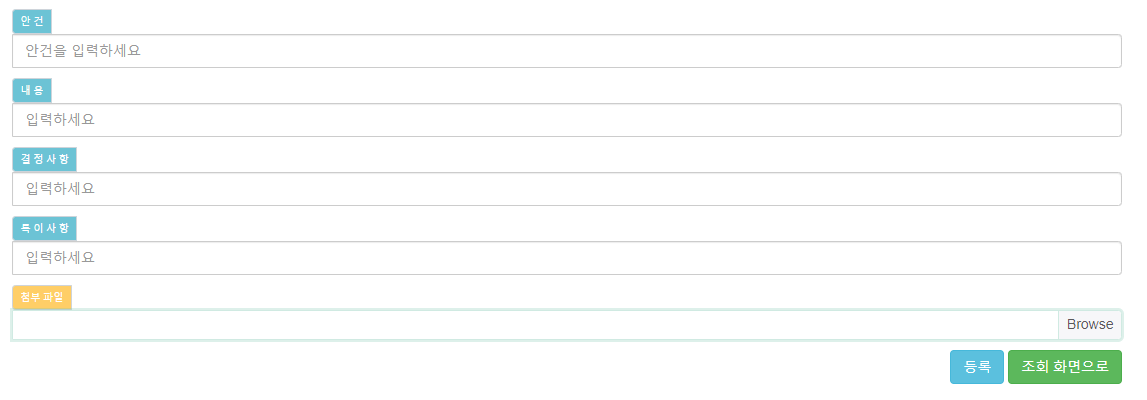 안 건
안건을 입력하세요
내 용
입력하세요
결 정 사 항
입력하세요
특 이 사 항
입력하세요
첨부 파일
Browse
등록
조회 화면으로